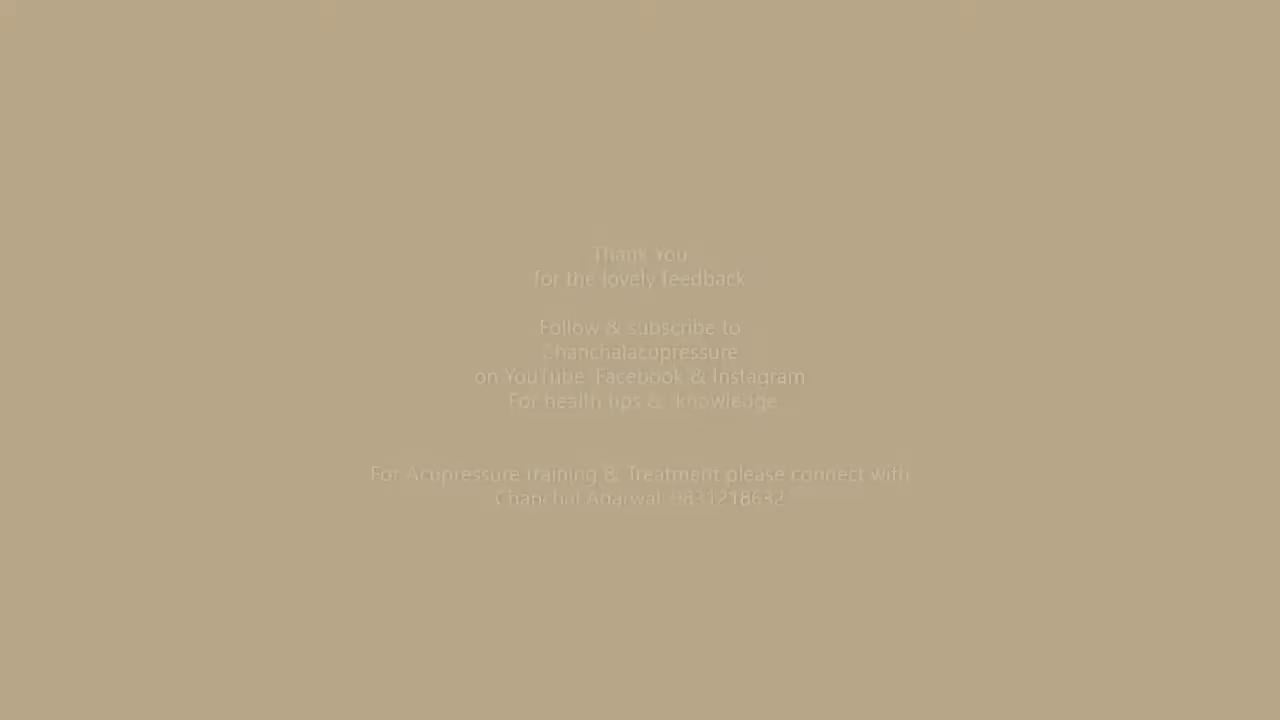 Thank You
for the lovely feedback
Follow & subscribe to
Chanchalacupressure
on YouTube, Facebook & Instagram
For health tips & knowledge
For Acupressure training & Treatment please connect with
Chanchal Agarwal 9831218632